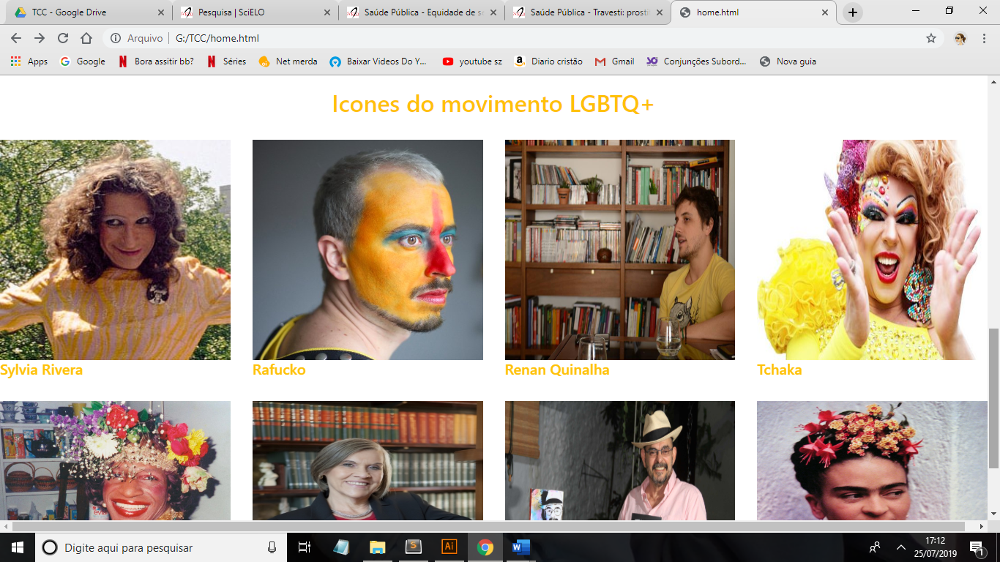 TCC - Google Drive
Pesquisa | SciELO
Saúde Pública - Equidade de se
Saúde Pública - Travesti: prosti
home.html
Arquivo | G:/TCC/home.html
Apps
Google
Bora assitir bb?
Séries
Net merda
Baixar Videos Do Y...
youtube sz
Diario cristão
Gmail
Conjunções Subord...
Nova guia
Icones do movimento LGBTQ+
Sylvia Rivera
Rafucko
Renan Quinalha
Tchaka
Digite aqui para pesquisar
17:12
25/07/2019
1